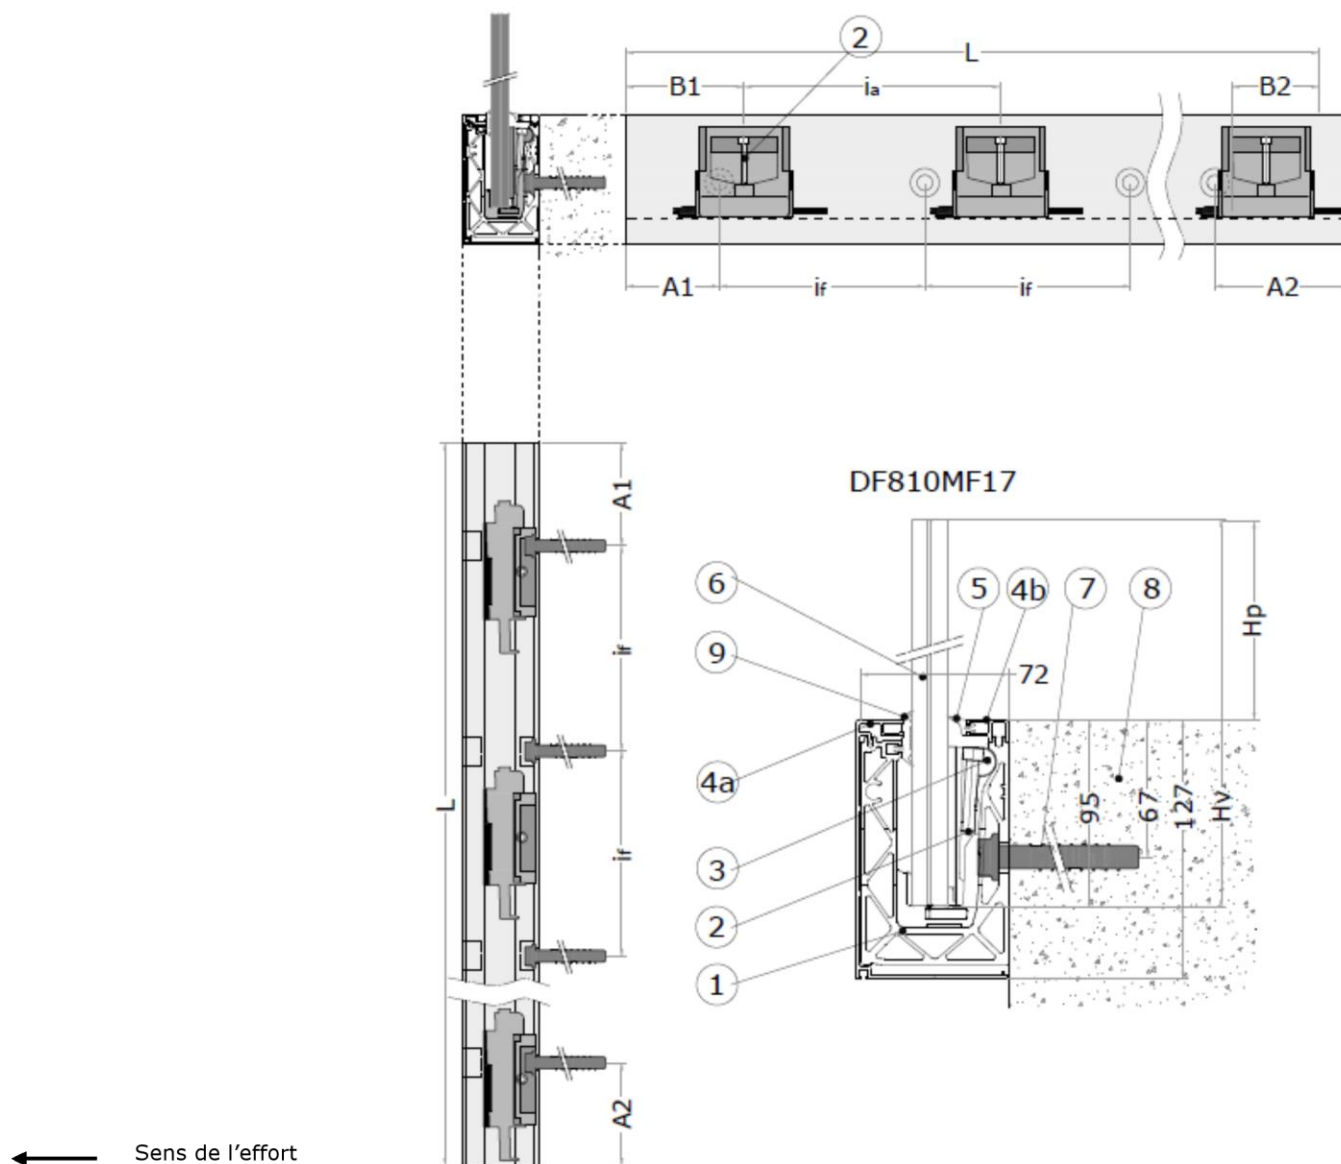 2
L
B1
ia
B2
A1
if
if
A2
A1
if
L
if
A2
DF810MF17
6
5
4b
7
8
Hp
9
72
4a
95
67
127
Hv
3
2
1
Sens de l'effort